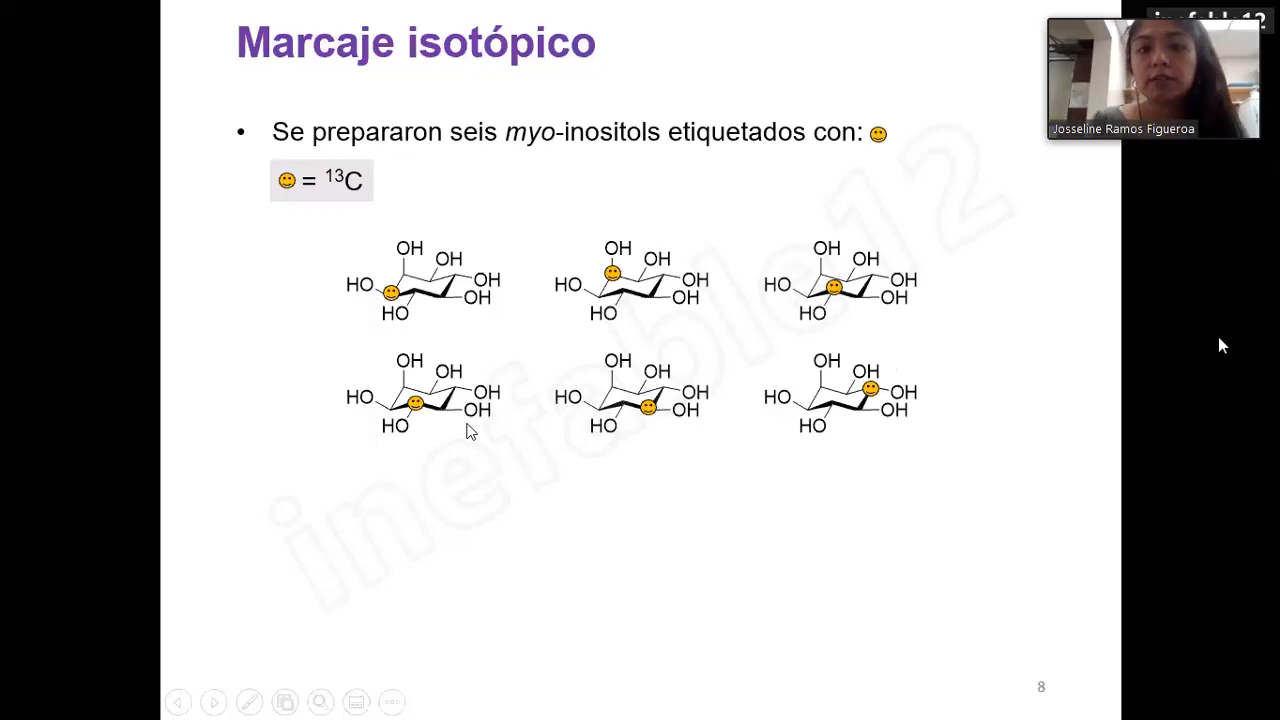 Marcaje isotópico
inefable12
Josseline Ramos Figueroa
• Se prepararon seis myo-inositols etiquetados con:
= ¹³C
OH OH HO OH OH HO
OH OH HO OH OH HO
OH OH HO OH OH HO
OH OH HO OH OH HO
OH OH HO OH OH HO
OH OH HO OH OH HO
inefable12
8